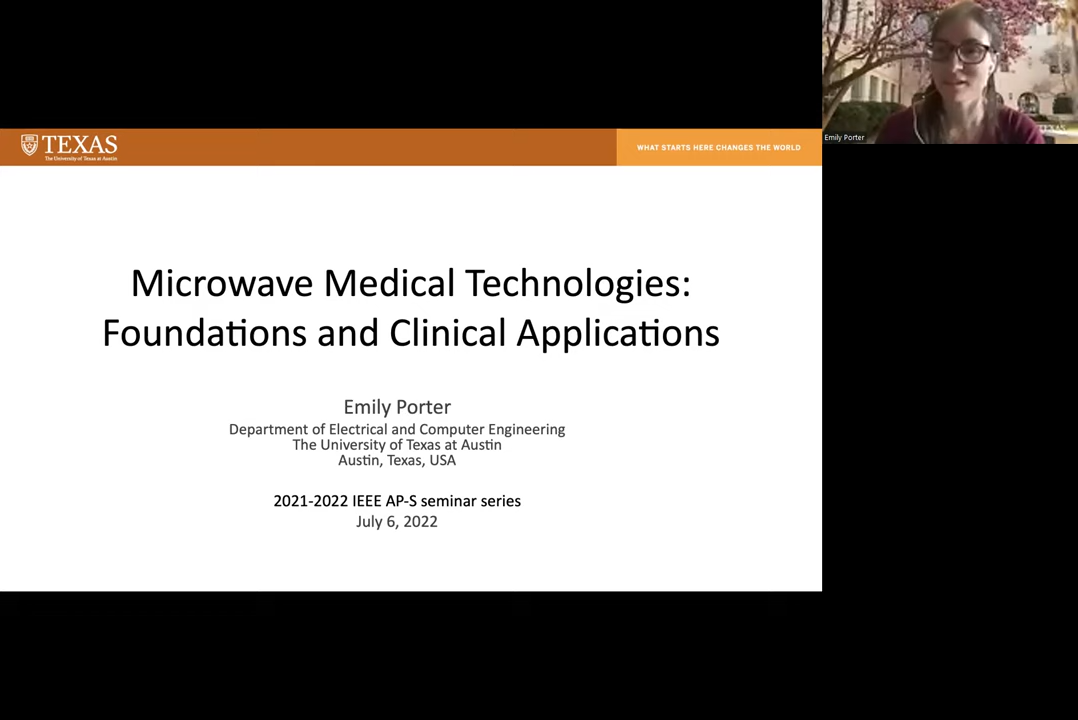 TEXAS
The University of Texas at Austin
WHAT STARTS HERE CHANGES THE WORLD
Emily Porter
Microwave Medical Technologies:
Foundations and Clinical Applications
Emily Porter
Department of Electrical and Computer Engineering
The University of Texas at Austin
Austin, Texas, USA
2021-2022 IEEE AP-S seminar series
July 6, 2022